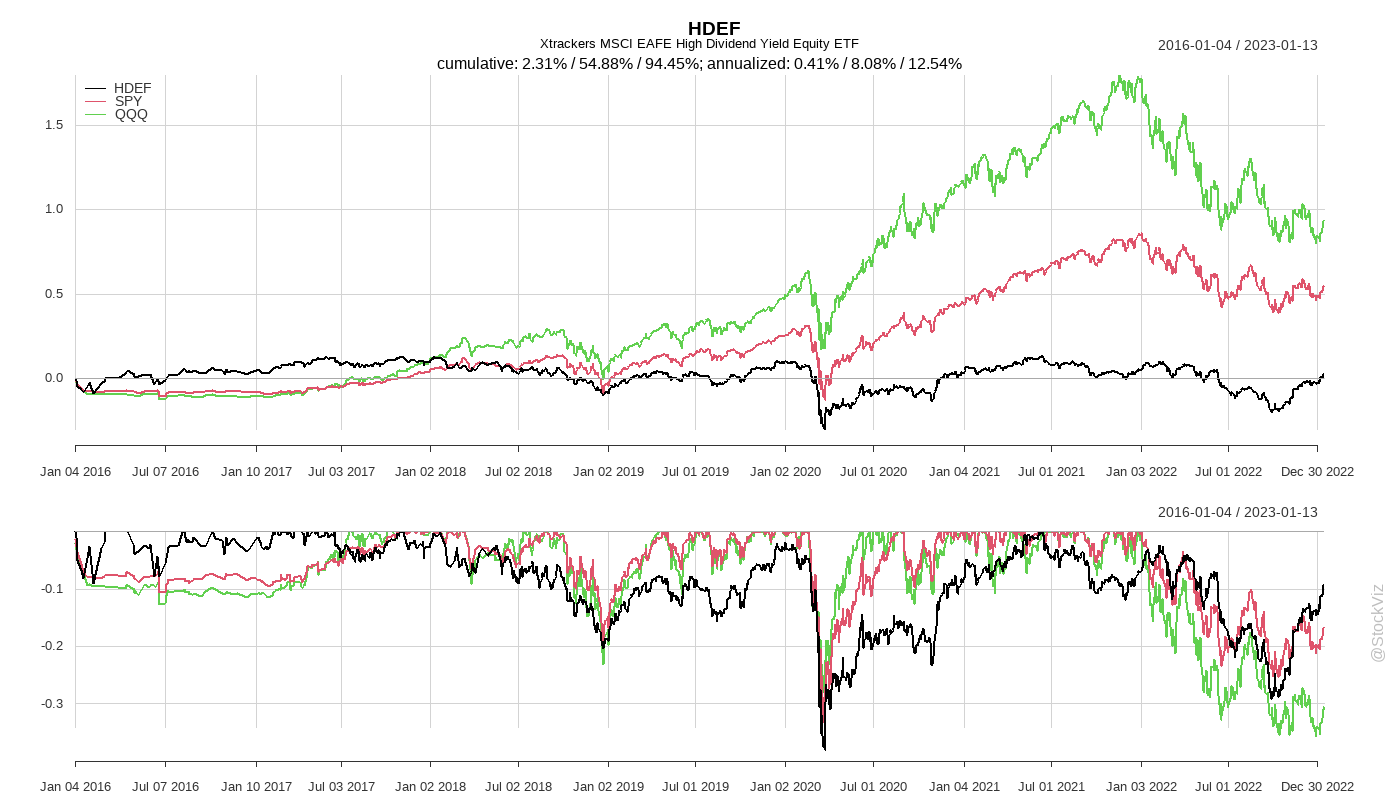 HDEF
Xtrackers MSCI EAFE High Dividend Yield Equity ETF
2016-01-04 / 2023-01-13
cumulative: 2.31% / 54.88% / 94.45%; annualized: 0.41% / 8.08% / 12.54%
HDEF
SPY
QQQ
1.5
1.0
0.5
0.0
Jan 04 2016 Jul 07 2016 Jan 10 2017 Jul 03 2017 Jan 02 2018 Jul 02 2018 Jan 02 2019 Jul 01 2019 Jan 02 2020 Jul 01 2020 Jan 04 2021 Jul 01 2021 Jan 03 2022 Jul 01 2022 Dec 30 2022
2016-01-04 / 2023-01-13
-0.1
-0.2
-0.3
Jan 04 2016 Jul 07 2016 Jan 10 2017 Jul 03 2017 Jan 02 2018 Jul 02 2018 Jan 02 2019 Jul 01 2019 Jan 02 2020 Jul 01 2020 Jan 04 2021 Jul 01 2021 Jan 03 2022 Jul 01 2022 Dec 30 2022
@StockViz